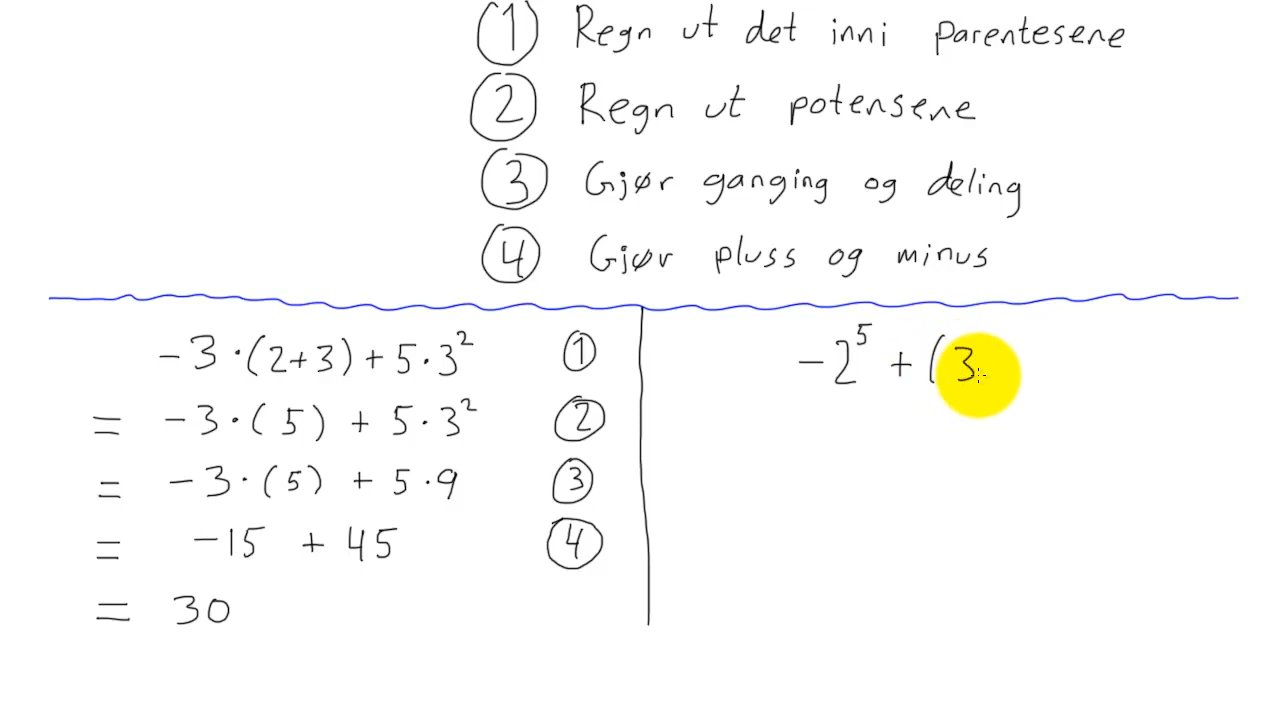 ① Regn ut det inni parentesene
② Regn ut potensene
③ Gjør ganging og deling
④ Gjør pluss og minus
-3·(2+3)+5·3² ①
= -3·(5) + 5·3² ②
= -3·(5) + 5·9 ③
= -15 + 45 ④
= 30
-2⁵ + (3